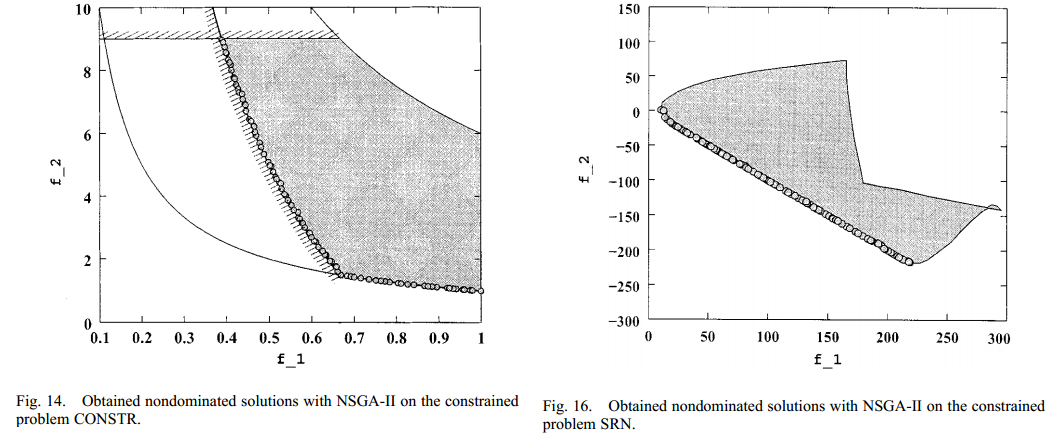 10
8
6
4
2
0
f_2
0.1 0.2 0.3 0.4 0.5 0.6 0.7 0.8 0.9 1
f_1
Fig. 14. Obtained nondominated solutions with NSGA-II on the constrained
problem CONSTR.
150
100
50
0
−50
−100
−150
−200
−250
−300
f_2
0 50 100 150 200 250 300
f_1
Fig. 16. Obtained nondominated solutions with NSGA-II on the constrained
problem SRN.